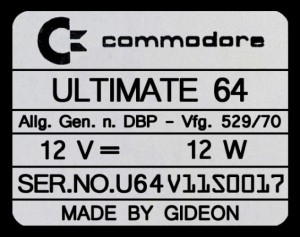 commodore
ULTIMATE 64
Allg. Gen. n. DBP - Vfg. 529/70
12 V⎓ 12 W
SER.NO.U64V11S0017
MADE BY GIDEON